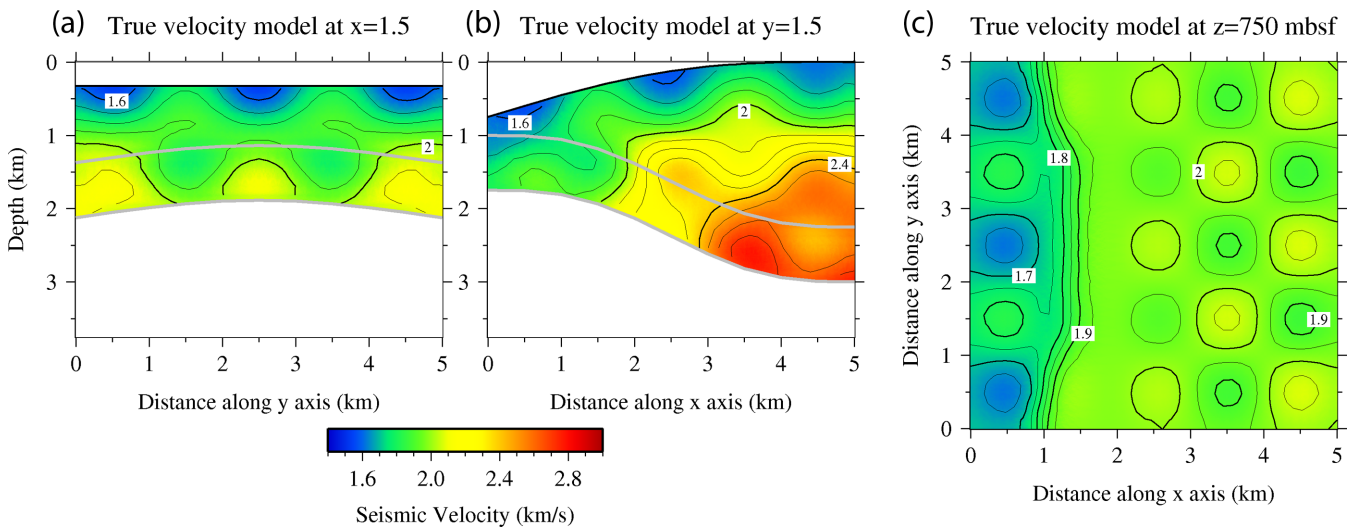 (a) True velocity model at x=1.5
0
1
2
3
Depth (km)
1.6
2
0 1 2 3 4 5
Distance along y axis (km)
(b) True velocity model at y=1.5
0
1
2
3
1.6
2
2.4
0 1 2 3 4 5
Distance along x axis (km)
1.6 2.0 2.4 2.8
Seismic Velocity (km/s)
(c) True velocity model at z=750 mbsf
5
4
3
2
1
0
Distance along y axis (km)
1.8
2
1.7
1.9
1.9
0 1 2 3 4 5
Distance along x axis (km)